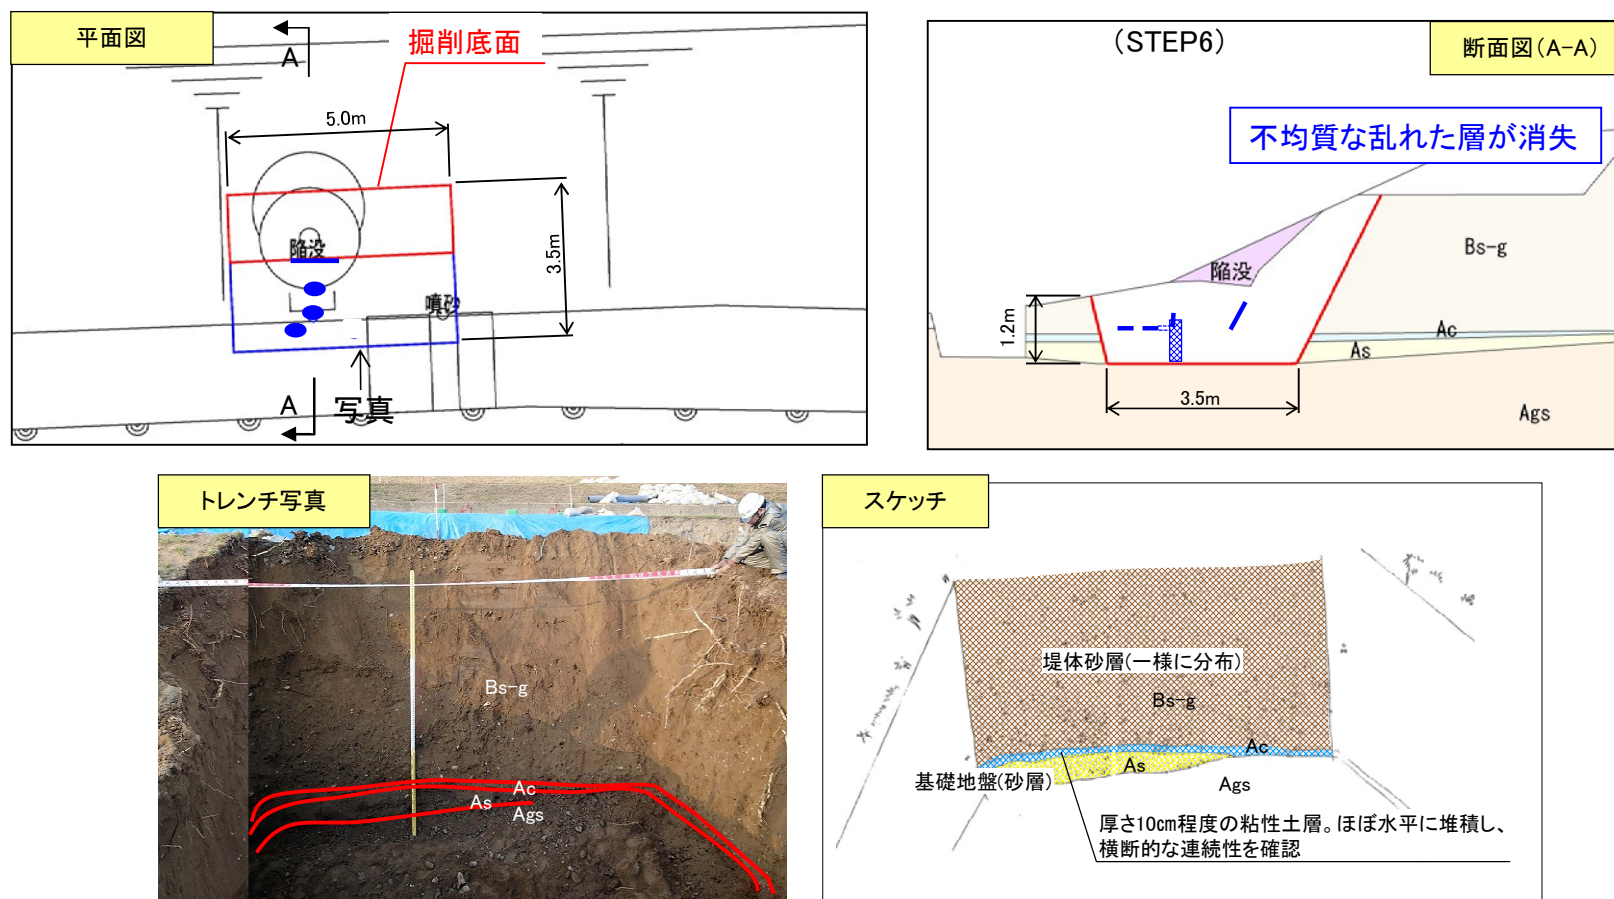 平面図
A
掘削底面
5.0m
3.5m
陥没
噴砂
A
写真
(STEP6)
断面図(A-A)
不均質な乱れた層が消失
陥没
Bs-g
1.2m
Ac
As
3.5m
Ags
トレンチ写真
Bs-g
Ac
As
Ags
スケッチ
堤体砂層(一様に分布)
Bs-g
Ac
As
基礎地盤(砂層)
Ags
厚さ10cm程度の粘性土層。ほぼ水平に堆積し、
横断的な連続性を確認